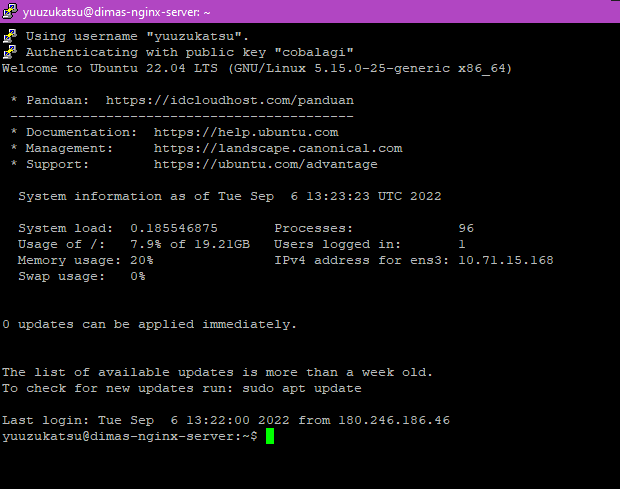 yuuzukatsu@dimas-nginx-server: ~
Using username "yuuzukatsu".
Authenticating with public key "cobalagi"
Welcome to Ubuntu 22.04 LTS (GNU/Linux 5.15.0-25-generic x86_64)
* Panduan:  https://idcloudhost.com/panduan
-------------------------------------------
* Documentation:  https://help.ubuntu.com
* Management:     https://landscape.canonical.com
* Support:        https://ubuntu.com/advantage
System information as of Tue Sep  6 13:23:23 UTC 2022
System load:  0.185546875       Processes:             96
Usage of /:   7.9% of 19.21GB   Users logged in:       1
Memory usage: 20%               IPv4 address for ens3: 10.71.15.168
Swap usage:   0%
0 updates can be applied immediately.
The list of available updates is more than a week old.
To check for new updates run: sudo apt update
Last login: Tue Sep  6 13:22:00 2022 from 180.246.186.46
yuuzukatsu@dimas-nginx-server:~$